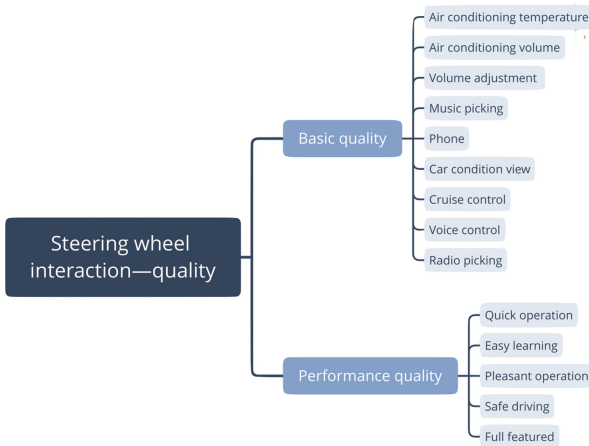 Steering wheel
interaction—quality
Basic quality
Air conditioning temperature
Air conditioning volume
Volume adjustment
Music picking
Phone
Car condition view
Cruise control
Voice control
Radio picking
Performance quality
Quick operation
Easy learning
Pleasant operation
Safe driving
Full featured